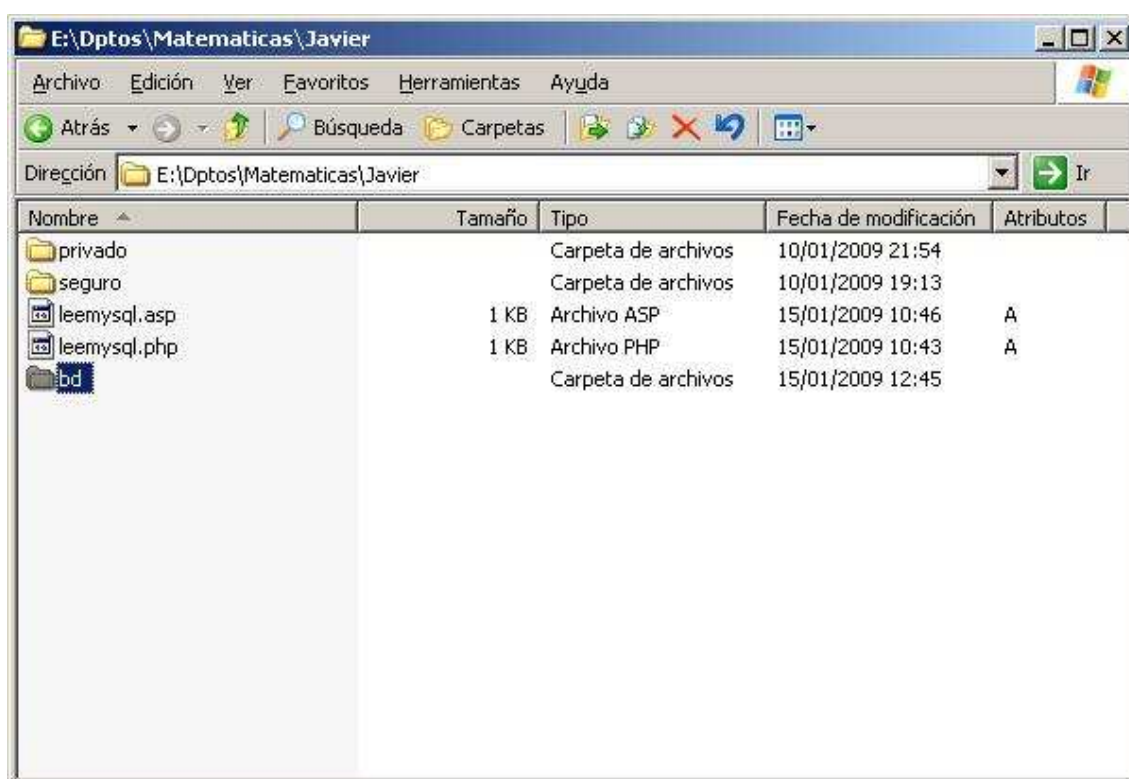 E:\Dptos\Matematicas\Javier
Archivo Edición Ver Favoritos Herramientas Ayuda
Atrás Búsqueda Carpetas
Dirección E:\Dptos\Matematicas\Javier Ir
Nombre Tamaño Tipo Fecha de modificación Atributos
privado Carpeta de archivos 10/01/2009 21:54
seguro Carpeta de archivos 10/01/2009 19:13
leemysql.asp 1 KB Archivo ASP 15/01/2009 10:46 A
leemysql.php 1 KB Archivo PHP 15/01/2009 10:43 A
bd Carpeta de archivos 15/01/2009 12:45